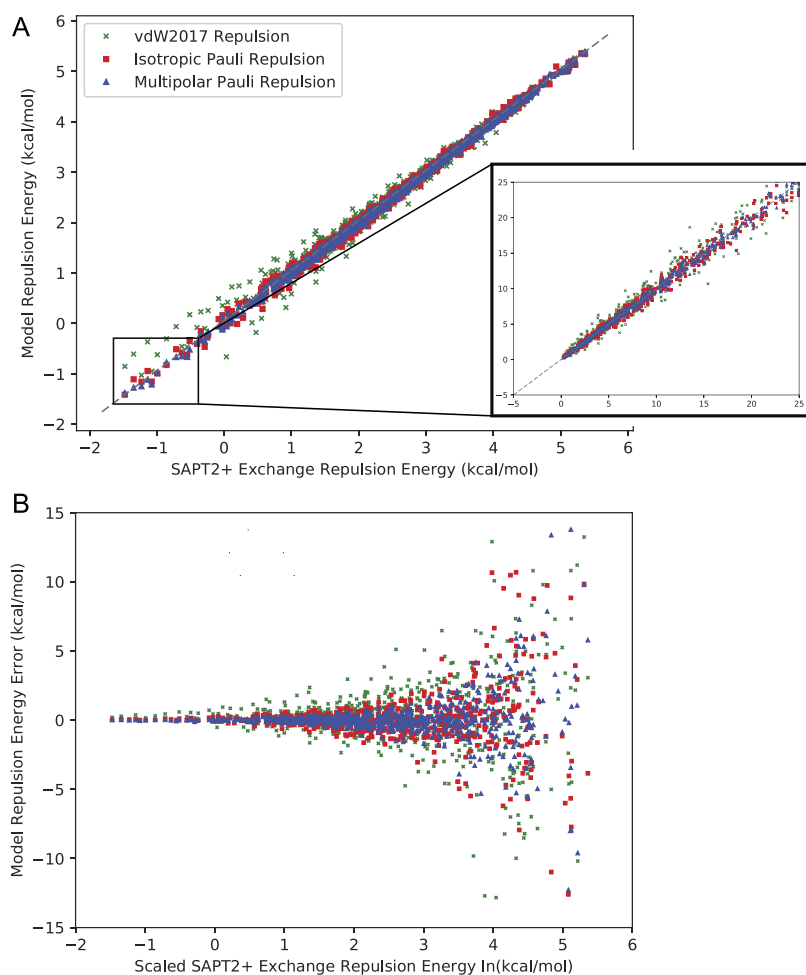 A
vdW2017 Repulsion
Isotropic Pauli Repulsion
Multipolar Pauli Repulsion
Model Repulsion Energy (kcal/mol)
6
5
4
3
2
1
0
−1
−2
−2 −1 0 1 2 3 4 5 6
SAPT2+ Exchange Repulsion Energy (kcal/mol)
25
20
15
10
5
0
−5
−5 0 5 10 15 20 25
B
Model Repulsion Energy Error (kcal/mol)
15
10
5
0
−5
−10
−15
−2 −1 0 1 2 3 4 5 6
Scaled SAPT2+ Exchange Repulsion Energy ln(kcal/mol)